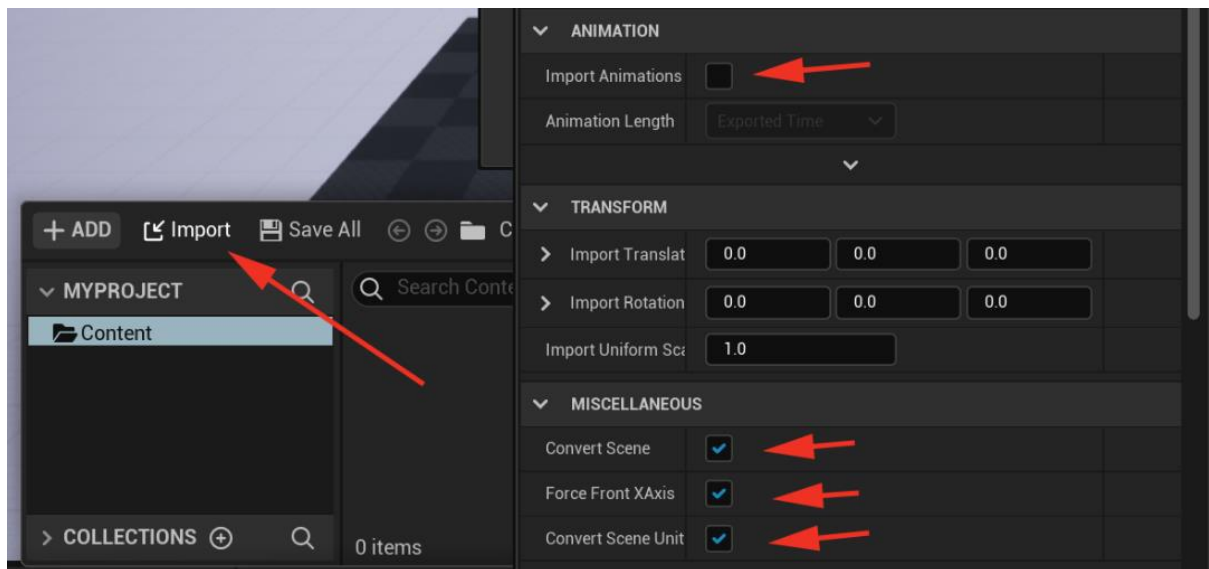 ANIMATION
Import Animations
Animation Length Exported Time
TRANSFORM
Import Translat 0.0 0.0 0.0
Import Rotation 0.0 0.0 0.0
Import Uniform Sca 1.0
MISCELLANEOUS
Convert Scene
Force Front XAxis
Convert Scene Unit
+ ADD Import Save All C
MYPROJECT
Search Conte
Content
COLLECTIONS
0 items